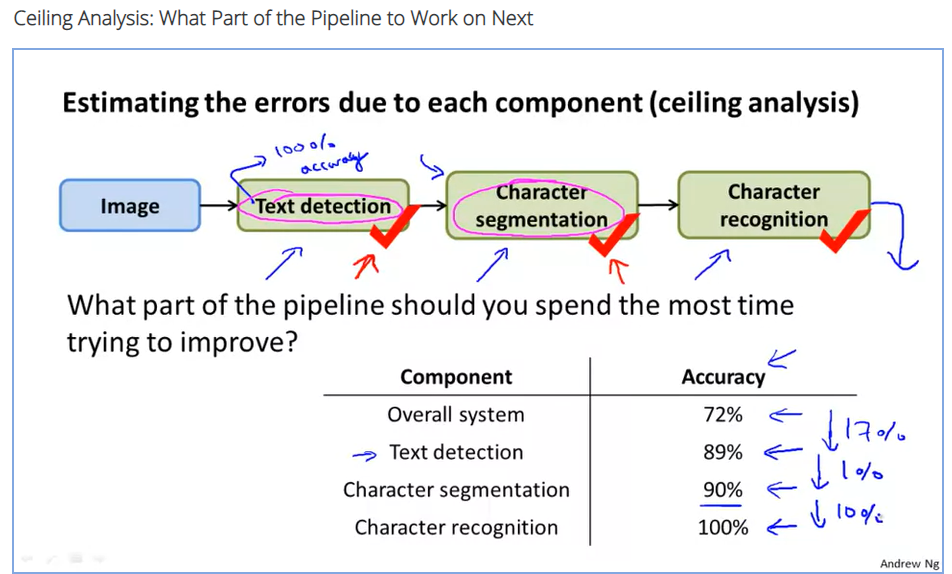 Ceiling Analysis: What Part of the Pipeline to Work on Next
Estimating the errors due to each component (ceiling analysis)
100%
accuracy
Image
Text detection
Character
segmentation
Character
recognition
What part of the pipeline should you spend the most time
trying to improve?
Component Accuracy
Overall system 72%
17%
Text detection 89%
1%
Character segmentation 90%
10%
Character recognition 100%
Andrew Ng